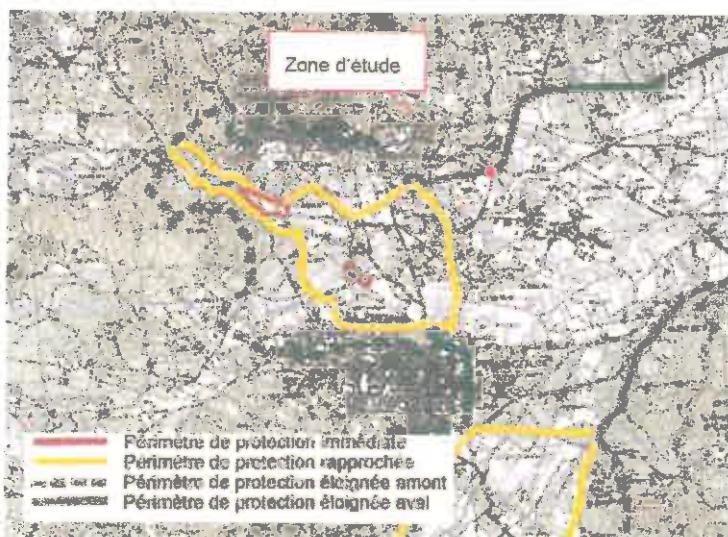 Zone d'étude
Périmètre de protection immédiate
Périmètre de protection rapprochée
Périmètre de protection éloignée amont
Périmètre de protection éloignée aval